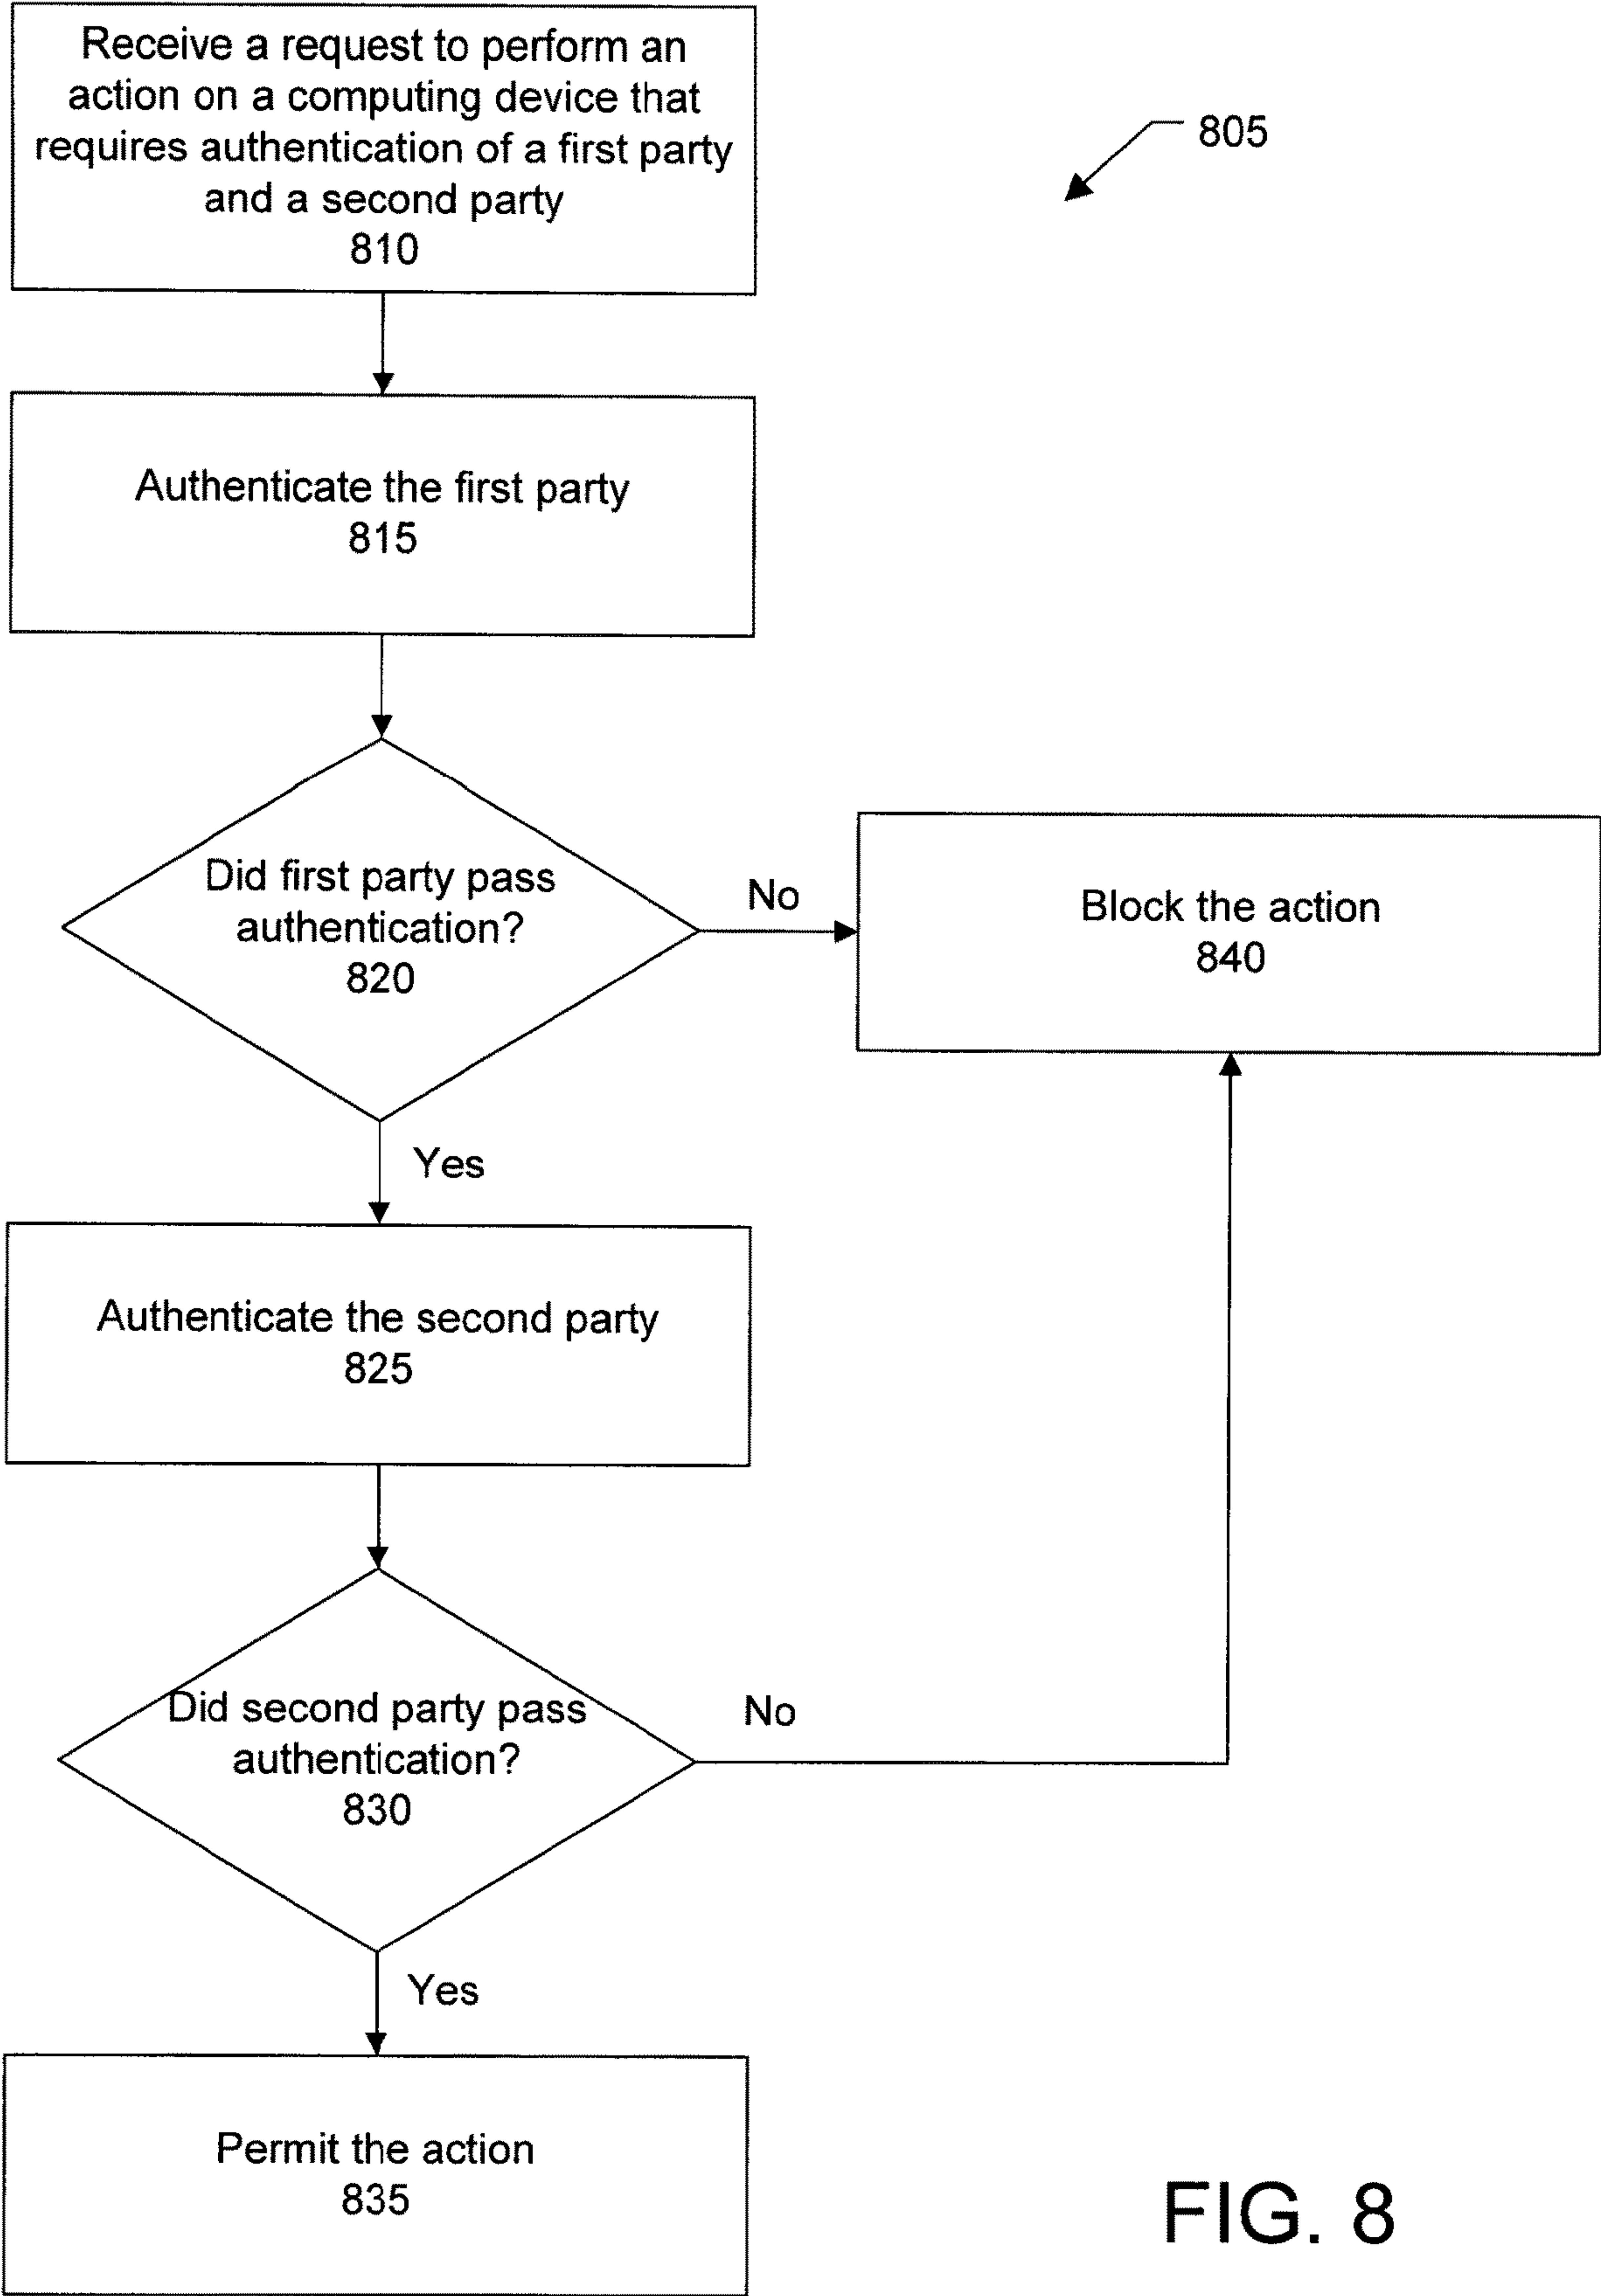 Receive a request to perform an
action on a computing device that
requires authentication of a first party
and a second party
810
805
Authenticate the first party
815
Did first party pass
authentication?
820
No
Block the action
840
Yes
Authenticate the second party
825
Did second party pass
authentication?
830
No
Yes
Permit the action
835
FIG. 8